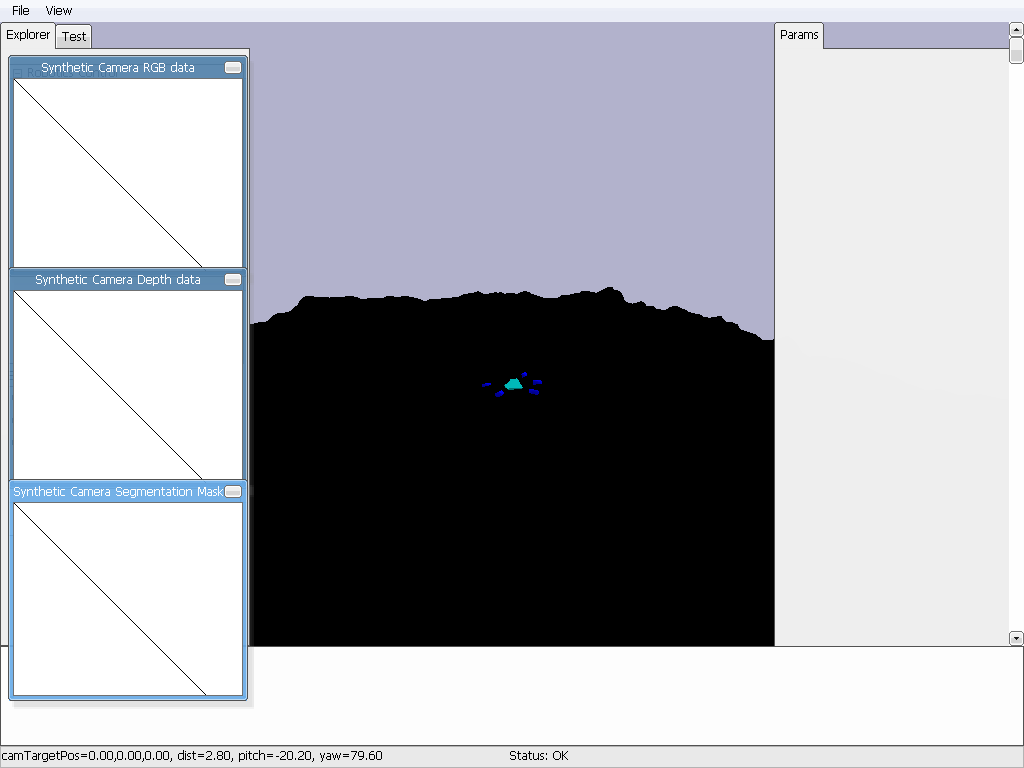 File View
Explorer Test Params
Synthetic Camera RGB data
Synthetic Camera Depth data
Synthetic Camera Segmentation Mask
camTargetPos=0.00,0.00,0.00, dist=2.80, pitch=-20.20, yaw=79.60 Status: OK